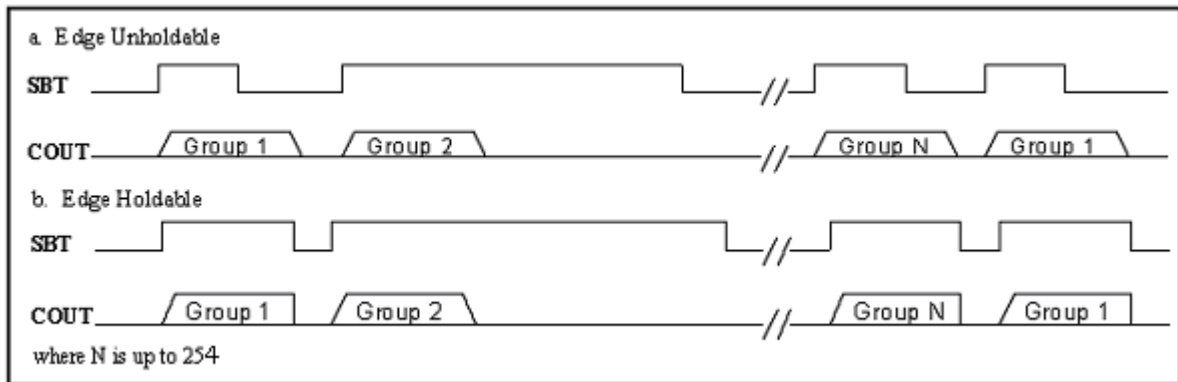 a. Edge Unholdable
SBT
//
COUT Group 1 Group 2 // Group N Group 1
b. Edge Holdable
SBT
//
COUT Group 1 Group 2 // Group N Group 1
where N is up to 254